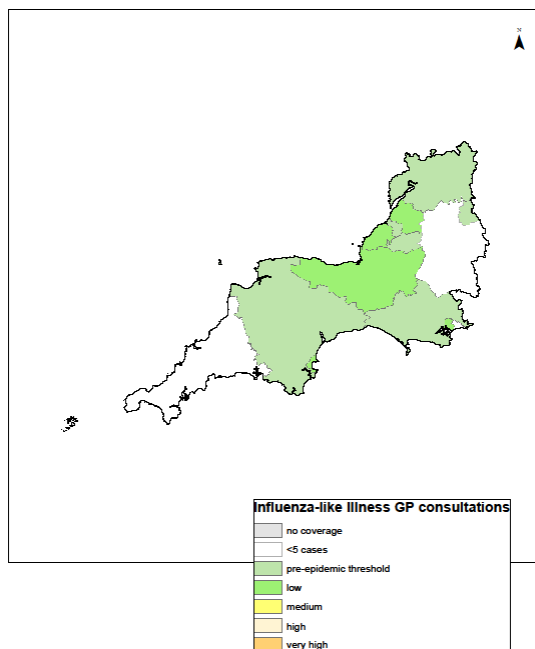 N
Influenza-like Illness GP consultations
no coverage
<5 cases
pre-epidemic threshold
low
medium
high
very high